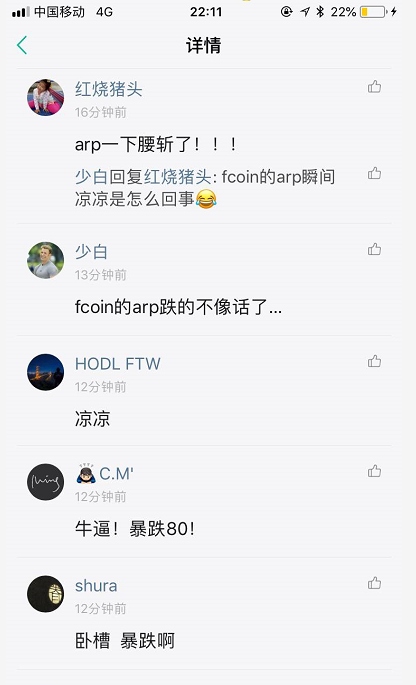 中国移动 4G 22:11 22%
详情
红烧猪头
16分钟前
arp一下腰斩了！！！
少白回复红烧猪头: fcoin的arp瞬间
凉凉是怎么回事😂
少白
13分钟前
fcoin的arp跌的不像话了...
HODL FTW
12分钟前
凉凉
🙇🏻C.M'
12分钟前
牛逼！暴跌80！
shura
12分钟前
卧槽 暴跌啊